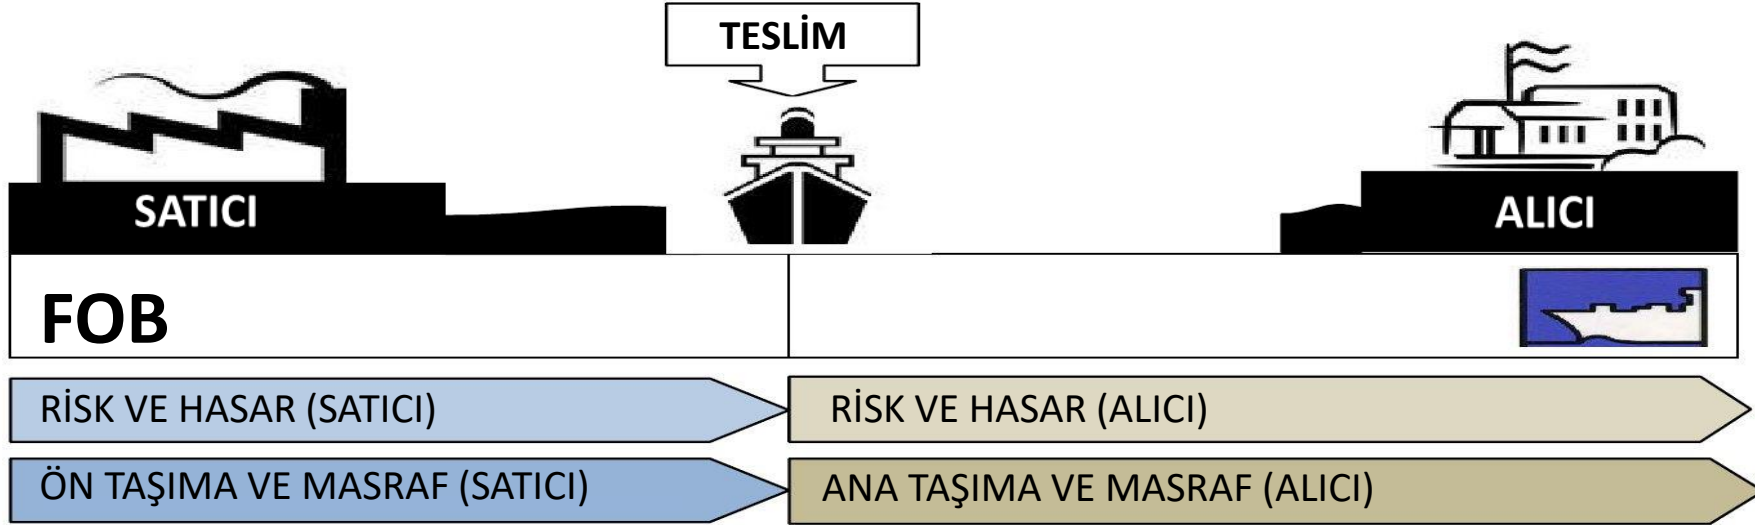 TESLİM
SATICI
ALICI
FOB
RİSK VE HASAR (SATICI)
RİSK VE HASAR (ALICI)
ÖN TAŞIMA VE MASRAF (SATICI)
ANA TAŞIMA VE MASRAF (ALICI)